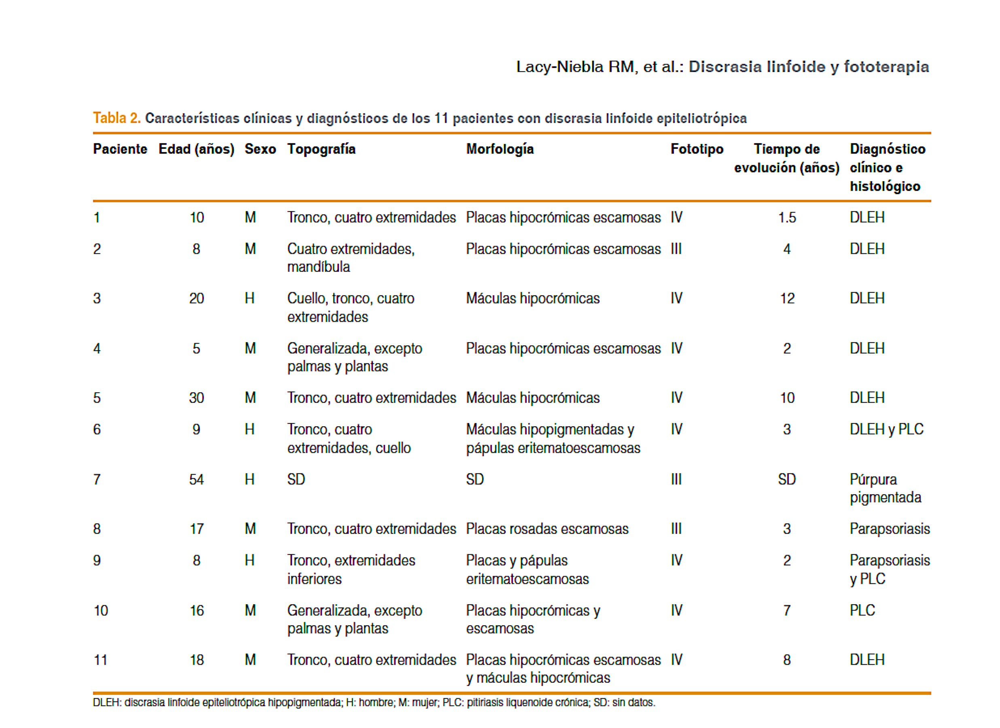 Lacy-Niebla RM, et al.: Discrasia linfoide y fototerapia
Tabla 2. Características clínicas y diagnósticos de los 11 pacientes con discrasia linfoide epiteliotrópica
Paciente Edad (años) Sexo Topografía Morfología Fototipo Tiempo de evolución (años) Diagnóstico clínico e histológico
1 10 M Tronco, cuatro extremidades Placas hipocrómicas escamosas IV 1.5 DLEH
2 8 M Cuatro extremidades, mandíbula Placas hipocrómicas escamosas III 4 DLEH
3 20 H Cuello, tronco, cuatro extremidades Máculas hipocrómicas IV 12 DLEH
4 5 M Generalizada, excepto palmas y plantas Placas hipocrómicas escamosas IV 2 DLEH
5 30 M Tronco, cuatro extremidades Máculas hipocrómicas IV 10 DLEH
6 9 H Tronco, cuatro extremidades, cuello Máculas hipopigmentadas y pápulas eritematoescamosas IV 3 DLEH y PLC
7 54 H SD SD III SD Púrpura pigmentada
8 17 M Tronco, cuatro extremidades Placas rosadas escamosas III 3 Parapsoriasis
9 8 H Tronco, extremidades inferiores Placas y pápulas eritematoescamosas IV 2 Parapsoriasis y PLC
10 16 M Generalizada, excepto palmas y plantas Placas hipocrómicas y escamosas IV 7 PLC
11 18 M Tronco, cuatro extremidades Placas hipocrómicas escamosas y máculas hipocrómicas IV 8 DLEH
DLEH: discrasia linfoide epiteliotrópica hipopigmentada; H: hombre; M: mujer; PLC: pitiriasis liquenoide crónica; SD: sin datos.